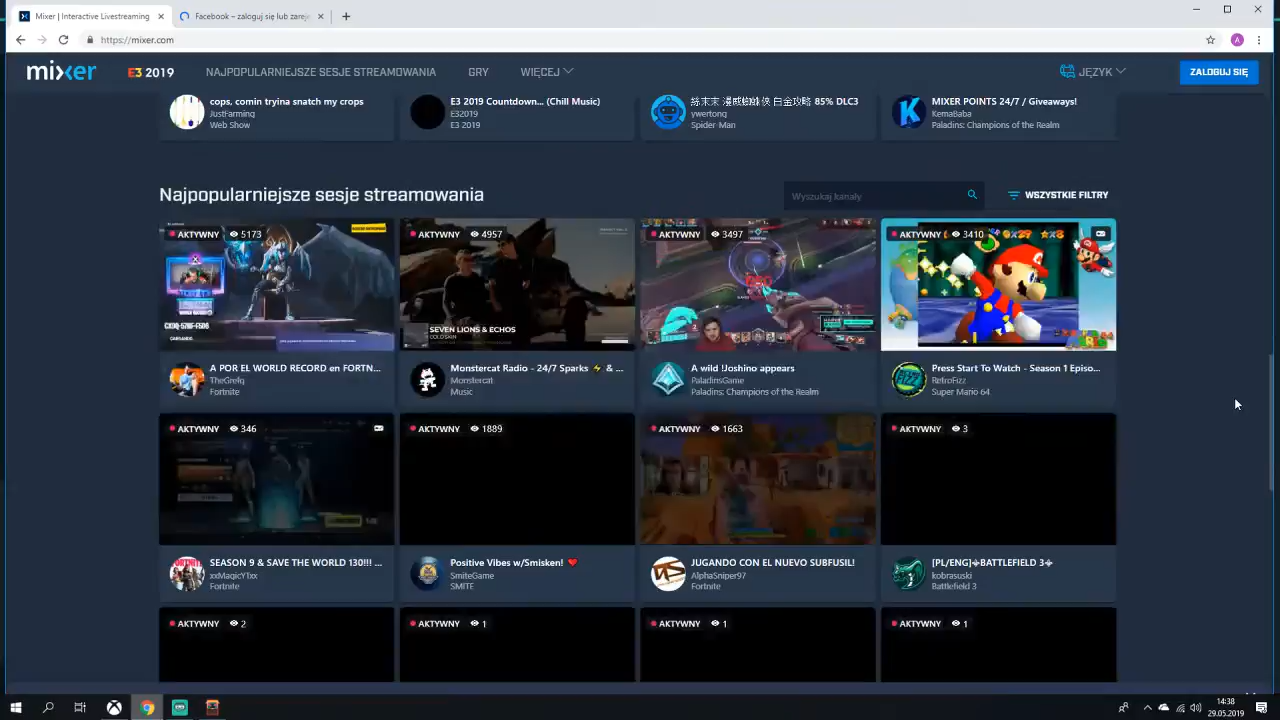 Mixer | Interactive Livestreaming
Facebook – zaloguj się lub zareje
https://mixer.com
mixer
E3 2019
NAJPOPULARNIEJSZE SESJE STREAMOWANIA
GRY
WIĘCEJ
JĘZYK
ZALOGUJ SIĘ
cops, comin tryina snatch my crops
JustFarming
Web Show
E3 2019 Countdown... (Chill Music)
E32019
E3 2019
85% DLC3
ywertong
Spider-Man
MIXER POINTS 24/7 / Giveaways!
KemaBaba
Paladins: Champions of the Realm
Najpopularniejsze sesje streamowania
Wyszukaj kanały
WSZYSTKIE FILTRY
AKTYWNY 5173
AKTYWNY 4957
AKTYWNY 3497
AKTYWNY 3410
SEVEN LIONS & ECHOS
COLD SKIN
A POR EL WORLD RECORD en FORTN...
TheGrefg
Fortnite
Monstercat Radio - 24/7 Sparks ⚡ & ...
Monstercat
Music
A wild !Joshino appears
PaladinsGame
Paladins: Champions of the Realm
Press Start To Watch - Season 1 Episo...
RetroFizz
Super Mario 64
AKTYWNY 346
AKTYWNY 1889
AKTYWNY 1663
AKTYWNY 3
SEASON 9 & SAVE THE WORLD 130!!! ...
xxMagicY1xx
Fortnite
Positive Vibes w/Smisken! ❤️
SmiteGame
SMITE
JUGANDO CON EL NUEVO SUBFUSIL!
AlphaSniper97
Fortnite
[PL/ENG]⸎BATTLEFIELD 3⸎
kobrasuski
Battlefield 3
AKTYWNY 2
AKTYWNY 1
AKTYWNY 1
AKTYWNY 1
14:38
29.05.2019